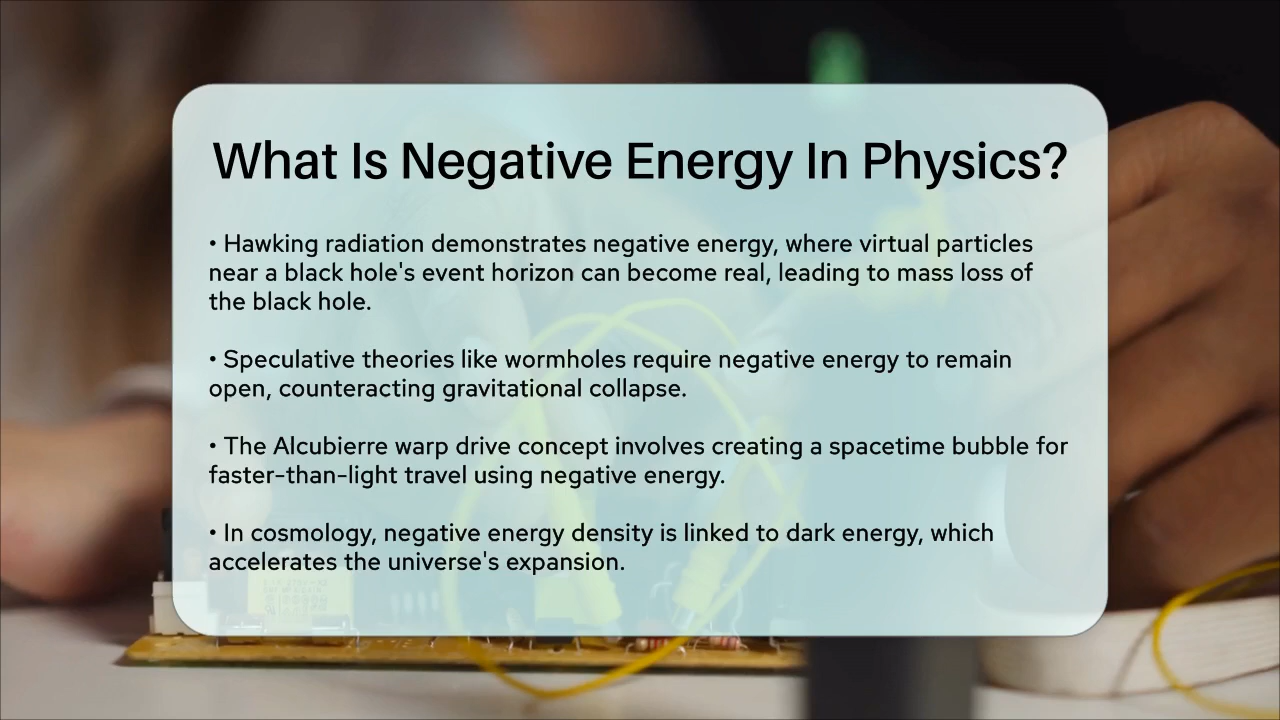 What Is Negative Energy In Physics?
• Hawking radiation demonstrates negative energy, where virtual particles
near a black hole's event horizon can become real, leading to mass loss of
the black hole.
• Speculative theories like wormholes require negative energy to remain
open, counteracting gravitational collapse.
• The Alcubierre warp drive concept involves creating a spacetime bubble for
faster-than-light travel using negative energy.
• In cosmology, negative energy density is linked to dark energy, which
accelerates the universe's expansion.